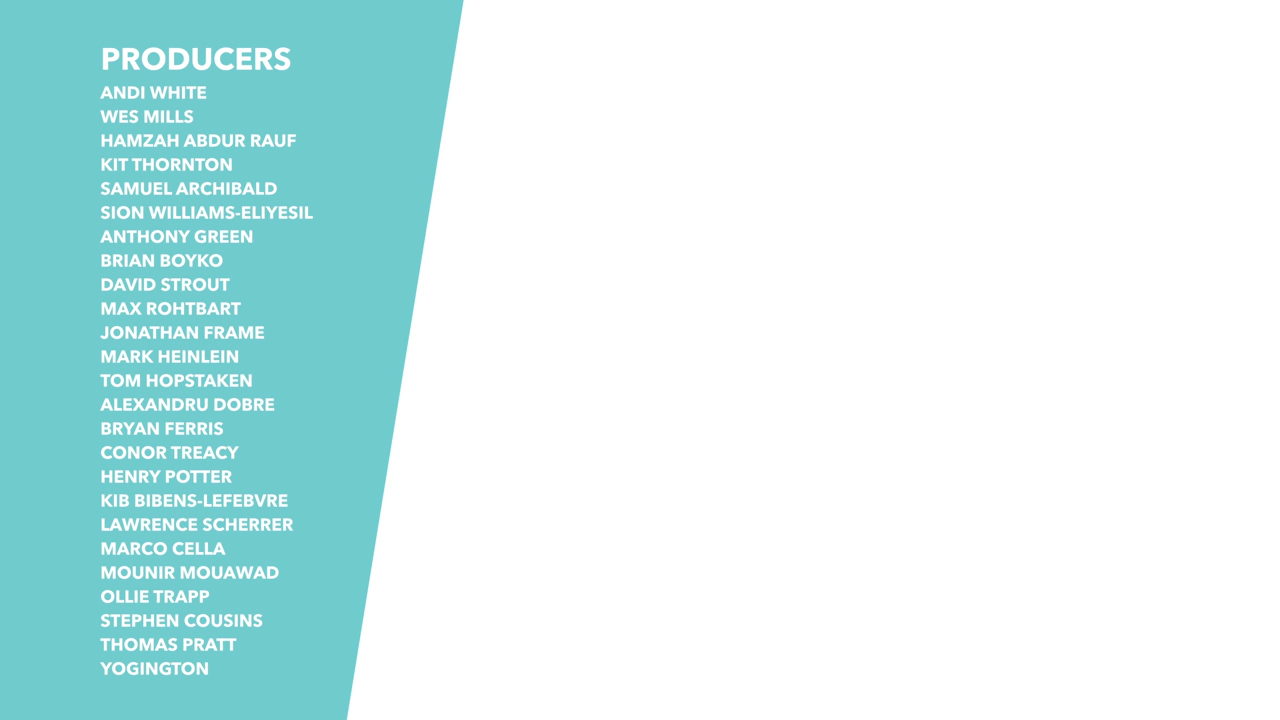 PRODUCERS
ANDI WHITE
WES MILLS
HAMZAH ABDUR RAUF
KIT THORNTON
SAMUEL ARCHIBALD
SION WILLIAMS-ELIYESIL
ANTHONY GREEN
BRIAN BOYKO
DAVID STROUT
MAX ROHTBART
JONATHAN FRAME
MARK HEINLEIN
TOM HOPSTAKEN
ALEXANDRU DOBRE
BRYAN FERRIS
CONOR TREACY
HENRY POTTER
KIB BIBENS-LEFEBVRE
LAWRENCE SCHERRER
MARCO CELLA
MOUNIR MOUAWAD
OLLIE TRAPP
STEPHEN COUSINS
THOMAS PRATT
YOGINGTON